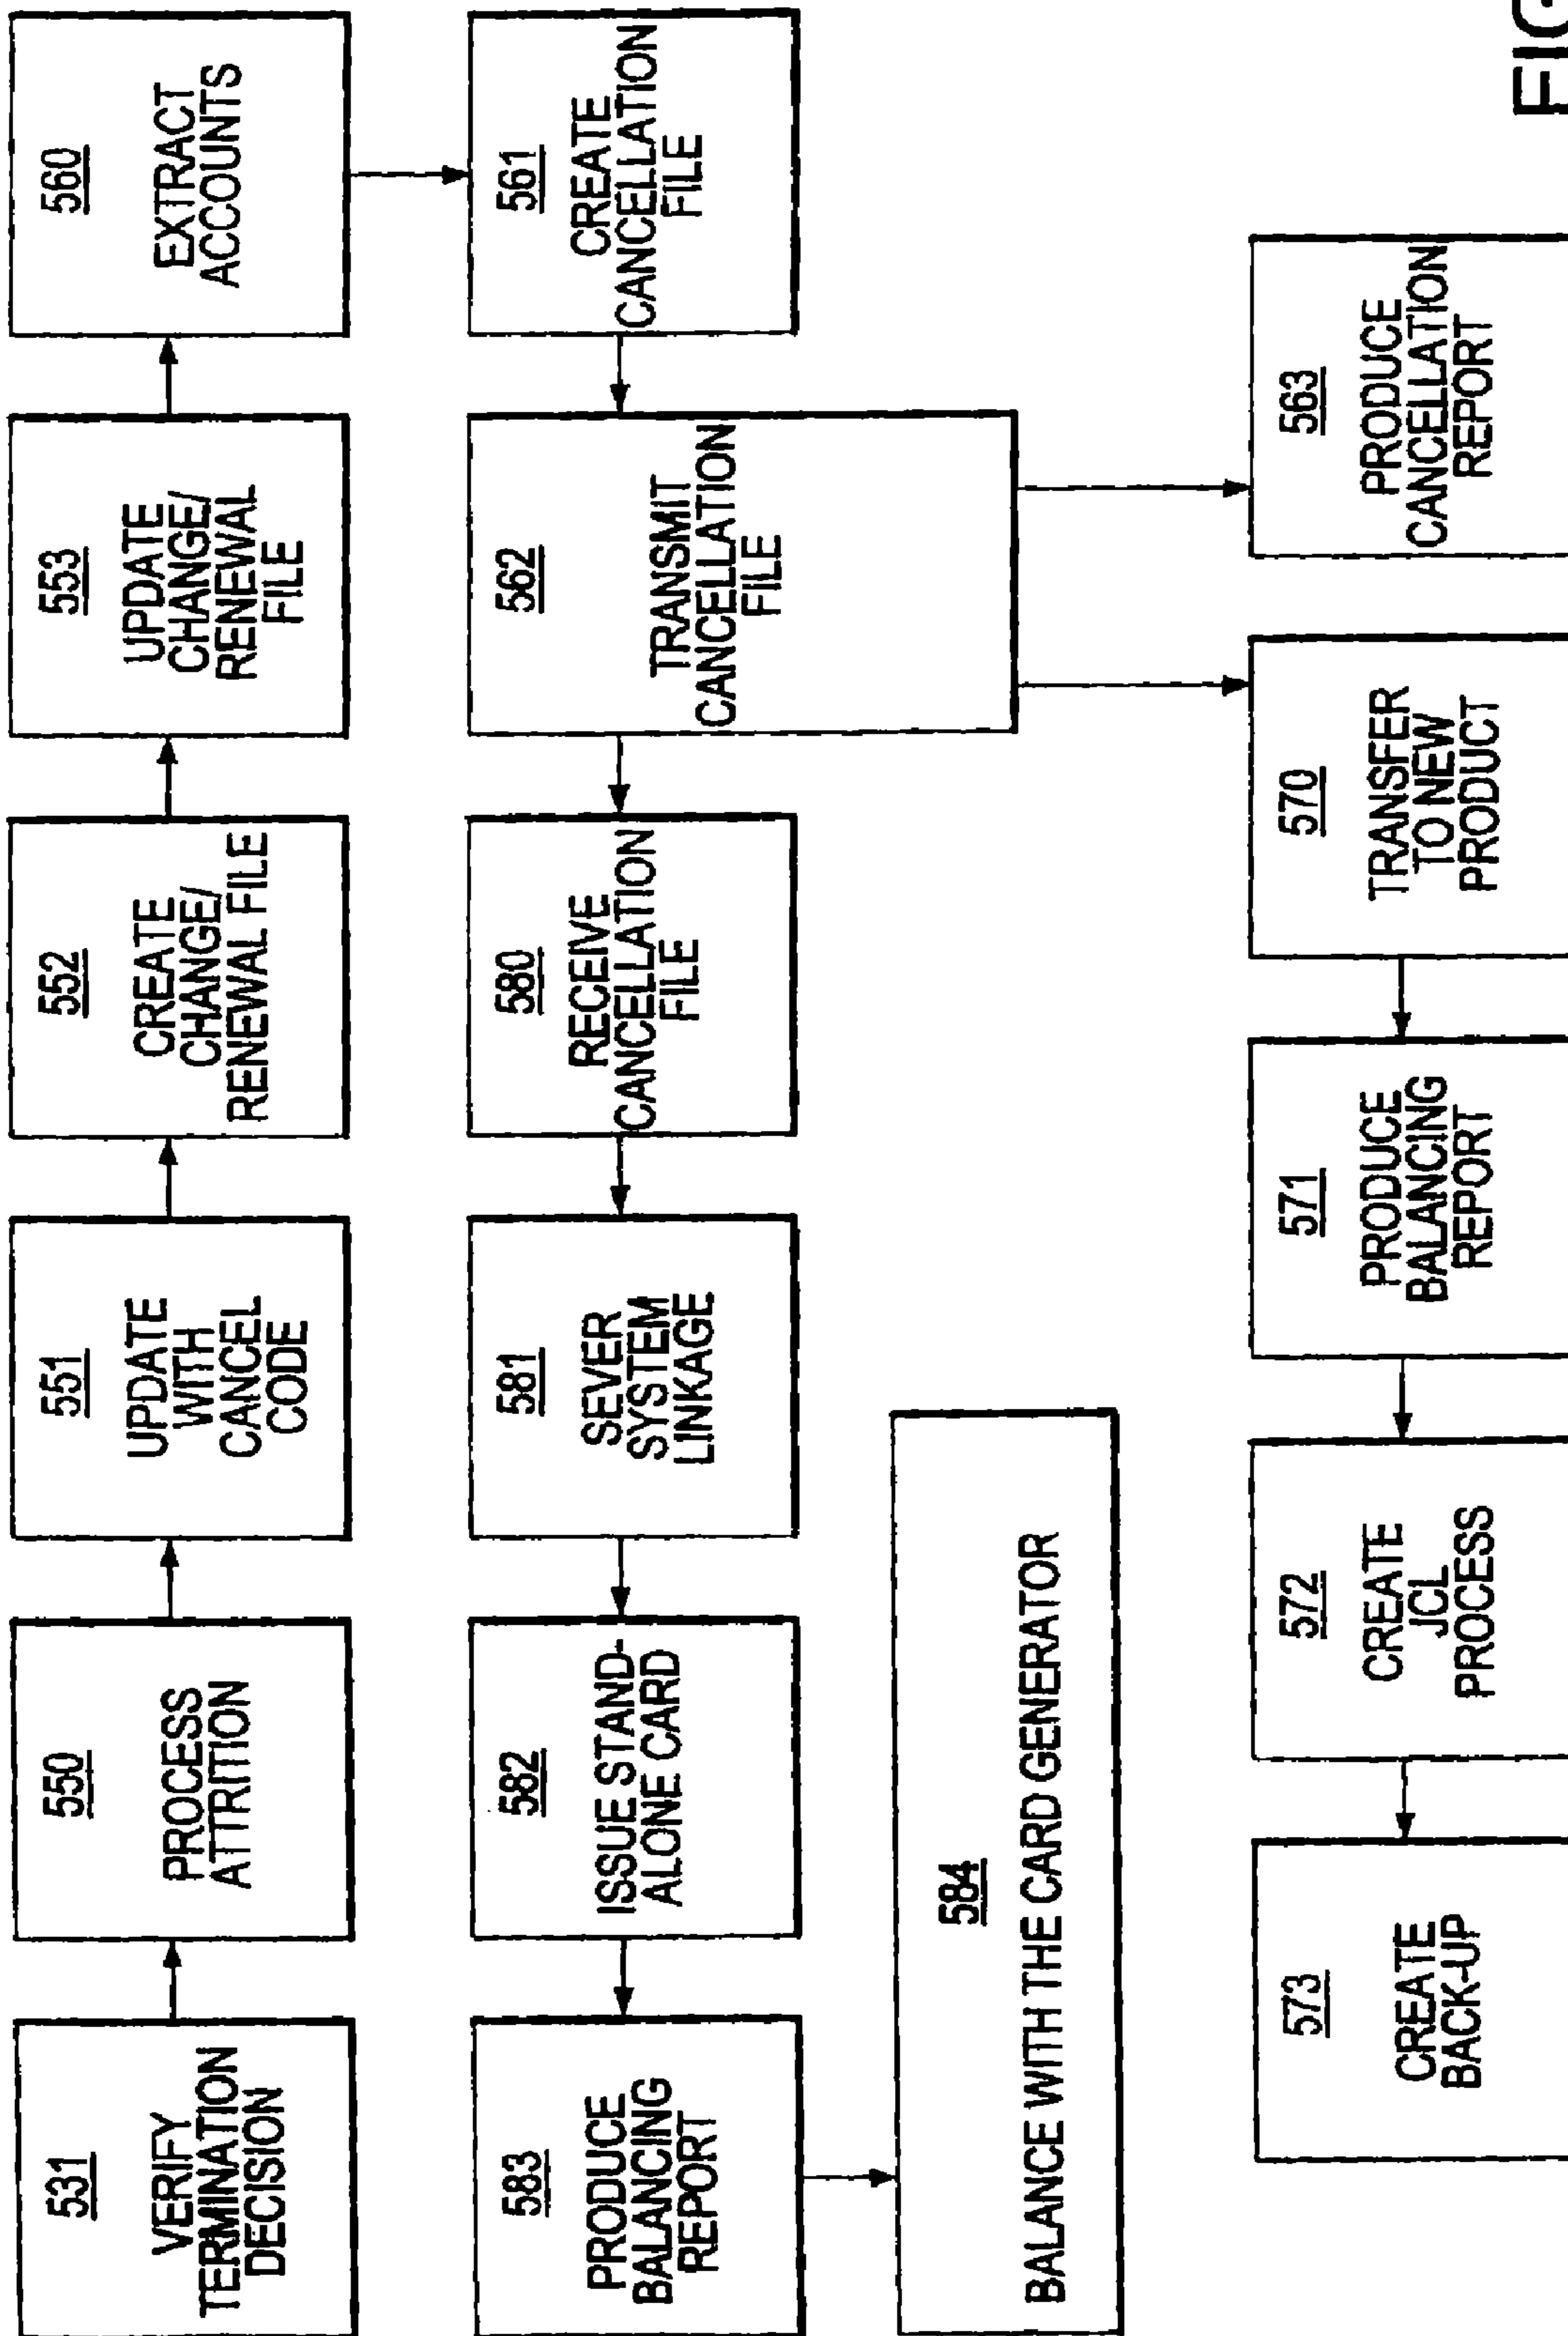 531
VERIFY
TERMINATION
DECISION
550
PROCESS
ATTRITION
551
UPDATE
WITH
CANCEL
CODE
552
CREATE
CHANGE/
RENEWAL FILE
553
UPDATE
CHANGE/
RENEWAL
FILE
560
EXTRACT
ACCOUNTS
583
PRODUCE
BALANCING
REPORT
582
ISSUE STAND-
ALONE CARD
581
SEVER
SYSTEM
LINKAGE
580
RECEIVE
CANCELLATION
FILE
562
TRANSMIT
CANCELLATION
FILE
561
CREATE
CANCELLATION
FILE
584
BALANCE WITH THE CARD GENERATOR
573
CREATE
BACK-UP
572
CREATE
JCL
PROCESS
571
PRODUCE
BALANCING
REPORT
570
TRANSFER
TO NEW
PRODUCT
563
PRODUCE
CANCELLATION
REPORT